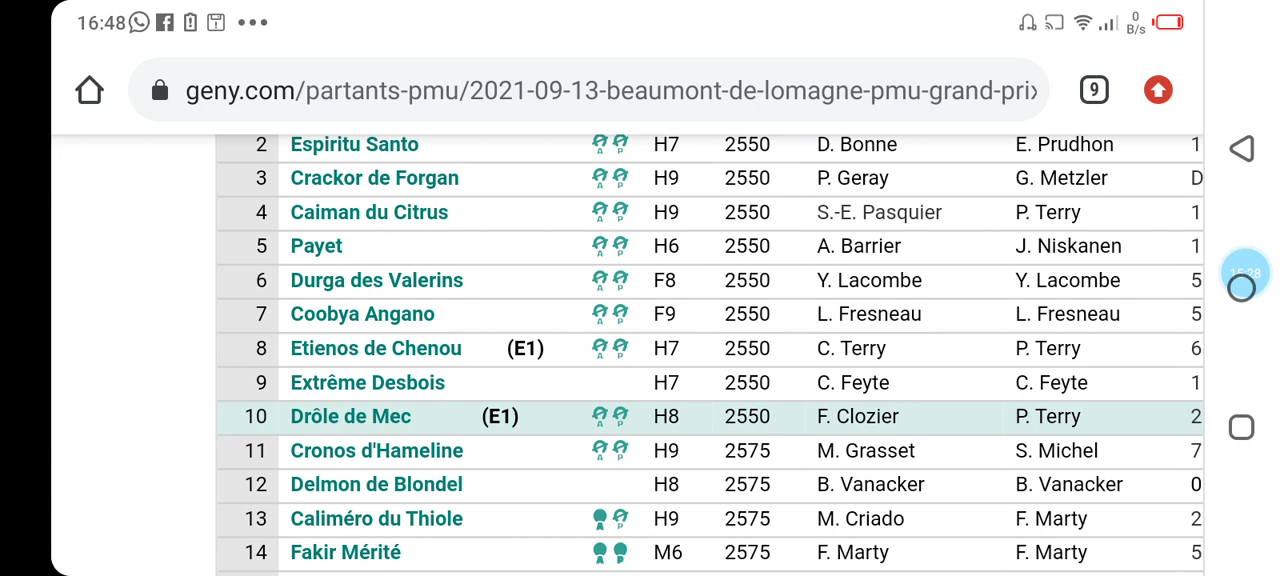 16:48 0 B/s
geny.com/partants-pmu/2021-09-13-beaumont-de-lomagne-pmu-grand-prix 9
2 Espiritu Santo A P H7 2550 D. Bonne E. Prudhon 1
3 Crackor de Forgan A P H9 2550 P. Geray G. Metzler D
4 Caiman du Citrus A P H9 2550 S.-E. Pasquier P. Terry 1
5 Payet A P H6 2550 A. Barrier J. Niskanen 1
15:28
6 Durga des Valerins A P F8 2550 Y. Lacombe Y. Lacombe 5
7 Coobya Angano A P F9 2550 L. Fresneau L. Fresneau 5
8 Etienos de Chenou (E1) A P H7 2550 C. Terry P. Terry 6
9 Extrême Desbois H7 2550 C. Feyte C. Feyte 1
10 Drôle de Mec (E1) A P H8 2550 F. Clozier P. Terry 2
11 Cronos d'Hameline A P H9 2575 M. Grasset S. Michel 7
12 Delmon de Blondel H8 2575 B. Vanacker B. Vanacker 0
13 Caliméro du Thiole A P H9 2575 M. Criado F. Marty 2
14 Fakir Mérité A P M6 2575 F. Marty F. Marty 5